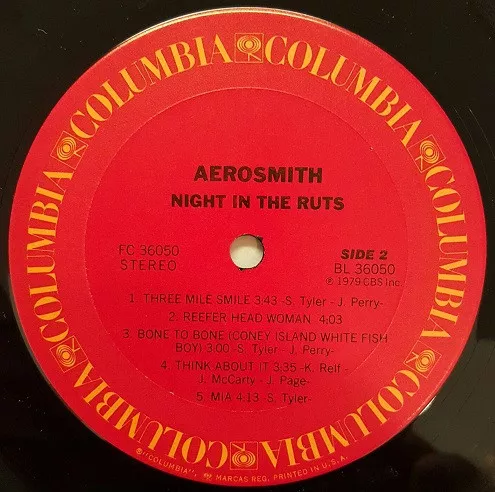 COLUMBIA COLUMBIA COLUMBIA COLUMBIA COLUMBIA COLUMBIA
AEROSMITH
NIGHT IN THE RUTS
FC 36050
STEREO
SIDE 2
BL 36050
℗ 1979 CBS Inc.
1. THREE MILE SMILE 3:43 -S. Tyler - J. Perry-
2. REEFER HEAD WOMAN 4:03
3. BONE TO BONE (CONEY ISLAND WHITE FISH
BOY) 3:00 -S. Tyler - J. Perry-
4. THINK ABOUT IT 3:35 -K. Relf -
J. McCarty - J. Page-
5. MIA 4:13 -S. Tyler-
®"COLUMBIA", MARCAS REG. PRINTED IN U.S.A.